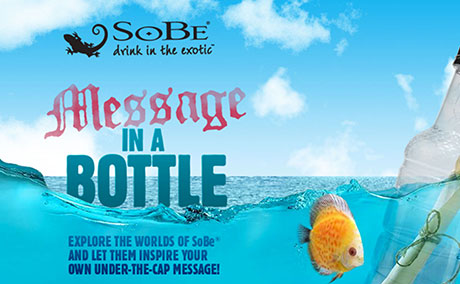 SoBe®
drink in the exotic™
Message
IN A
BOTTLE
EXPLORE THE WORLDS OF SoBe®
AND LET THEM INSPIRE YOUR
OWN UNDER-THE-CAP MESSAGE!